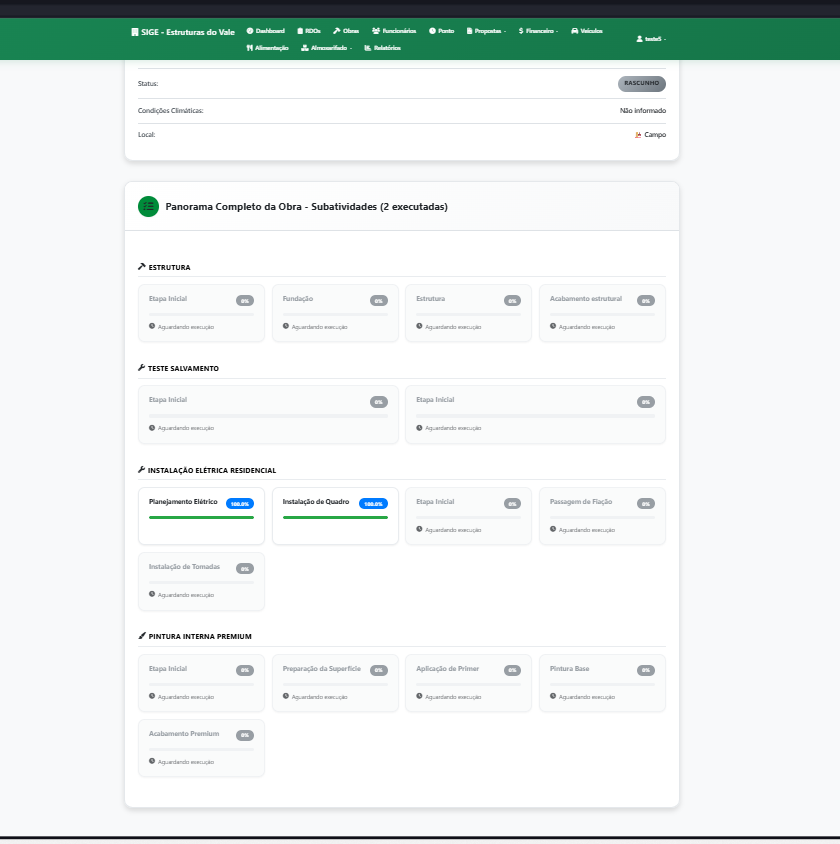 SIGE - Estruturas do Vale
Dashboard RDOs Obras Funcionários Ponto Propostas Financeiro Veículos
Alimentação Almoxarifado Relatórios
teste5
Status: RASCUNHO
Condições Climáticas: Não informado
Local: Campo
Panorama Completo da Obra - Subatividades (2 executadas)
ESTRUTURA
Etapa Inicial 0% Fundação 0% Estrutura 0% Acabamento estrutural 0%
Aguardando execução Aguardando execução Aguardando execução Aguardando execução
TESTE SALVAMENTO
Etapa Inicial 0% Etapa Inicial 0%
Aguardando execução Aguardando execução
INSTALAÇÃO ELÉTRICA RESIDENCIAL
Planejamento Elétrico 100.0% Instalação de Quadro 100.0% Etapa Inicial 0% Passagem de Fiação 0%
Aguardando execução Aguardando execução
Instalação de Tomadas 0%
Aguardando execução
PINTURA INTERNA PREMIUM
Etapa Inicial 0% Preparação da Superfície 0% Aplicação de Primer 0% Pintura Base 0%
Aguardando execução Aguardando execução Aguardando execução Aguardando execução
Acabamento Premium 0%
Aguardando execução